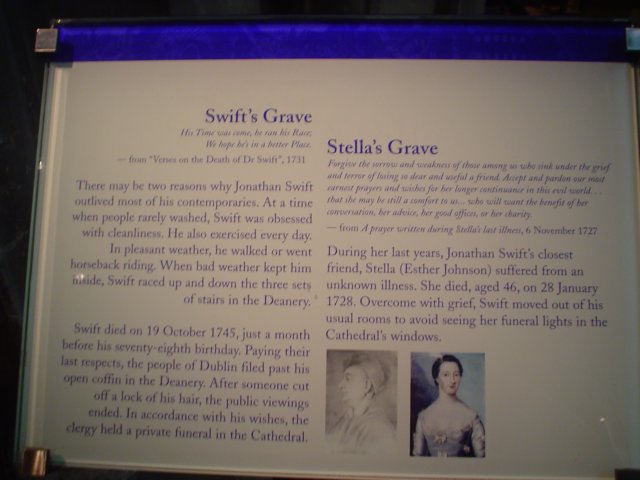 Swift's Grave
His Time was come, he ran his Race;
We hope he's in a better Place.
— from "Verses on the Death of Dr Swift", 1731
There may be two reasons why Jonathan Swift
outlived most of his contemporaries. At a time
when people rarely washed, Swift was obsessed
with cleanliness. He also exercised every day.
In pleasant weather, he walked or went
horseback riding. When bad weather kept him
inside, Swift raced up and down the three sets
of stairs in the Deanery.
Swift died on 19 October 1745, just a month
before his seventy-eighth birthday. Paying their
last respects, the people of Dublin filed past his
open coffin in the Deanery. After someone cut
off a lock of his hair, the public viewings
ended. In accordance with his wishes, the
clergy held a private funeral in the Cathedral.
Stella's Grave
Forgive the sorrow and weakness of those among us who sink under the grief
and terror of losing so dear and useful a friend. Accept and pardon our most
earnest prayers and wishes for her longer continuance in this evil world...
that she may be still a comfort to us... who will want the benefit of her
conversation, her advice, her good offices, or her charity.
— from A prayer written during Stella's last illness, 6 November 1727
During her last years, Jonathan Swift's closest
friend, Stella (Esther Johnson) suffered from an
unknown illness. She died, aged 46, on 28 January
1728. Overcome with grief, Swift moved out of his
usual rooms to avoid seeing her funeral lights in the
Cathedral's windows.